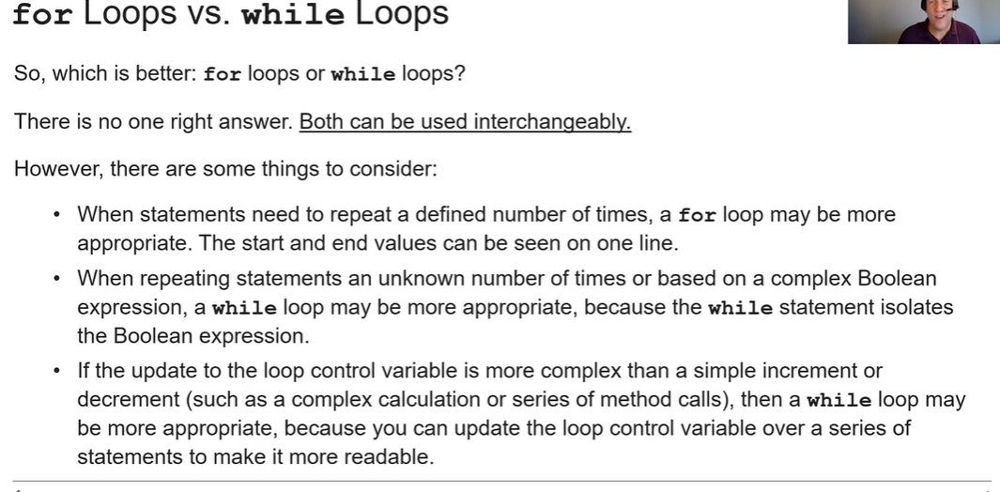 for Loops vs. while Loops
So, which is better: for loops or while loops?
There is no one right answer. Both can be used interchangeably.
However, there are some things to consider:
• When statements need to repeat a defined number of times, a for loop may be more
appropriate. The start and end values can be seen on one line.
• When repeating statements an unknown number of times or based on a complex Boolean
expression, a while loop may be more appropriate, because the while statement isolates
the Boolean expression.
• If the update to the loop control variable is more complex than a simple increment or
decrement (such as a complex calculation or series of method calls), then a while loop may
be more appropriate, because you can update the loop control variable over a series of
statements to make it more readable.